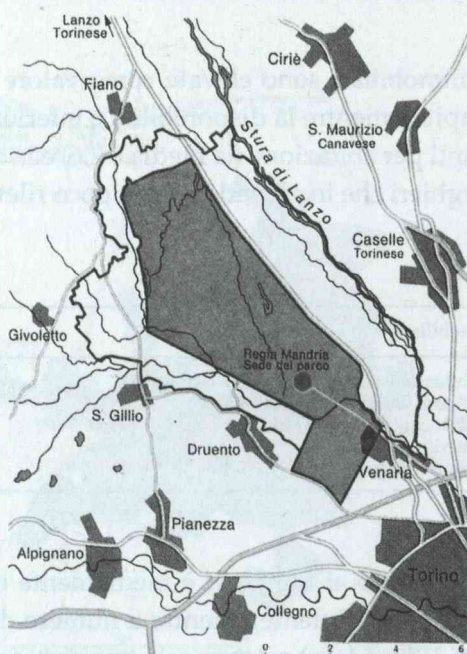 Lanzo
Torinese
Ciriè
Fiano
S. Maurizio
Canavese
Stura di Lanzo
Caselle
Torinese
Givoletto
Regia Mandria
Sede del parco
S. Gillio
Druento
Venaria
Pianezza
Alpignano
Torino
Collegno
0 2 4 6